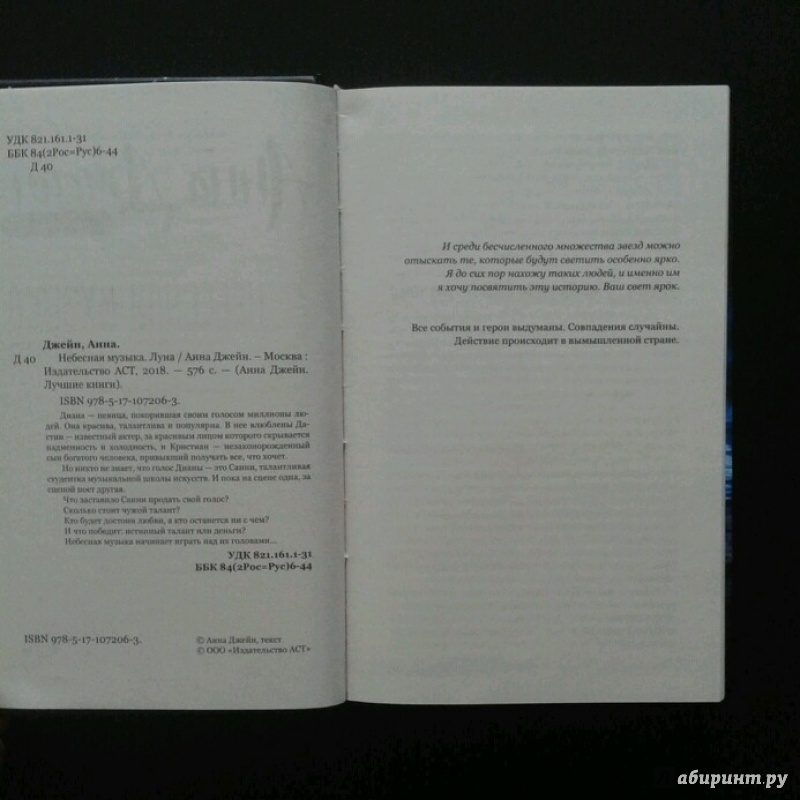 УДК 821.161.1-31
ББК 84(2Рос=Рус)6-44
Д 40
Джейн, Анна.
Д 40 Небесная музыка. Луна / Анна Джейн. – Москва :
Издательство АСТ, 2018. — 576 с. — (Анна Джейн.
Лучшие книги).
ISBN 978-5-17-107206-3.
Диана — певица, покорившая своим голосом миллионы лю-
дей. Она красива, талантлива и популярна. В нее влюблены Да-
стин — известный актер, за красивым лицом которого скрывается
надменность и холодность, и Кристиан — незаконорожденный
сын богатого человека, привыкший получать все, что хочет.
Но никто не знает, что голос Дианы — это Санни, талантливая
студентка музыкальной школы искусств. И пока на сцене одна, за
сценой поет другая.
Что заставило Санни продать свой голос?
Сколько стоит чужой талант?
Кто будет достоин любви, а кто останется ни с чем?
И что победит: истинный талант или деньги?
Небесная музыка начинает играть над их головами...
УДК 821.161.1-31
ББК 84(2Рос=Рус)6-44
ISBN 978-5-17-107206-3.
© Анна Джейн, текст
© ООО «Издательство АСТ»
И среди бесчисленного множества звезд можно
отыскать те, которые будут светить особенно ярко.
Я до сих пор нахожу таких людей, и именно им
я хочу посвятить эту историю. Ваш свет ярок.
Все события и герои выдуманы. Совпадения случайны.
Действие происходит в вымышленной стране.
абиринт.ру